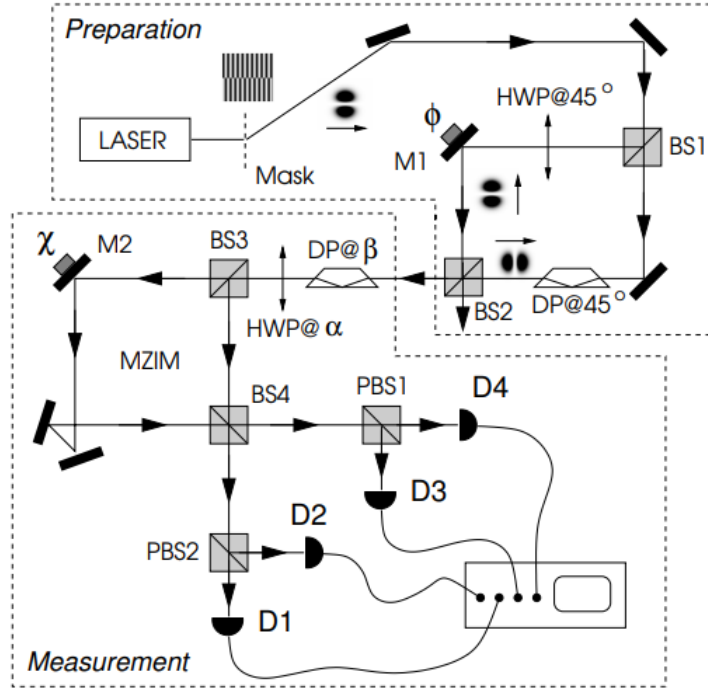 Preparation
LASER
Mask
HWP@45°
ϕ
M1
BS1
BS2
DP@45°
χ
M2
BS3
DP@β
HWP@ α
MZIM
BS4
PBS1
D4
D3
D2
PBS2
D1
Measurement